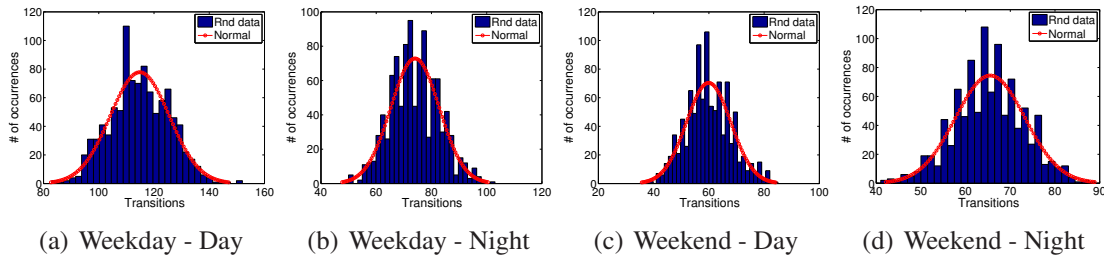 120
100
80
60
40
20
0
# of occurrences
80 100 120 140 160
Transitions
Rnd data
Normal
(a) Weekday - Day
100
80
60
40
20
0
# of occurrences
40 60 80 100 120
Transitions
Rnd data
Normal
(b) Weekday - Night
120
100
80
60
40
20
0
# of occurrences
20 40 60 80 100
Transitions
Rnd data
Normal
(c) Weekend - Day
120
100
80
60
40
20
0
# of occurrences
40 50 60 70 80 90
Transitions
Rnd data
Normal
(d) Weekend - Night